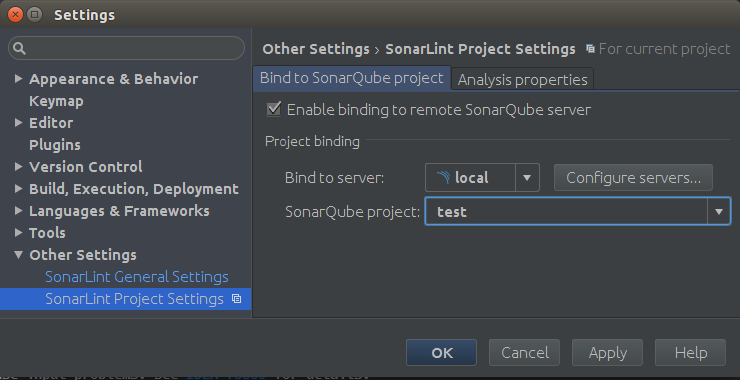 Settings
Other Settings › SonarLint Project Settings For current project
Appearance & Behavior
Keymap
Editor
Plugins
Version Control
Build, Execution, Deployment
Languages & Frameworks
Tools
Other Settings
SonarLint General Settings
SonarLint Project Settings
Bind to SonarQube project Analysis properties
Enable binding to remote SonarQube server
Project binding
Bind to server: local Configure servers...
SonarQube project: test
OK Cancel Apply Help